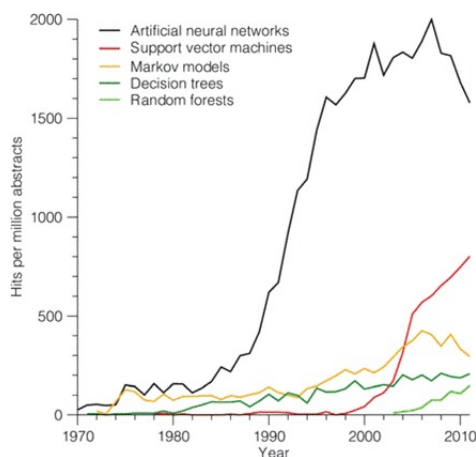 2000
1500
1000
500
0
Hits per million abstracts
Artificial neural networks
Support vector machines
Markov models
Decision trees
Random forests
1970
1980
1990
2000
2010
Year